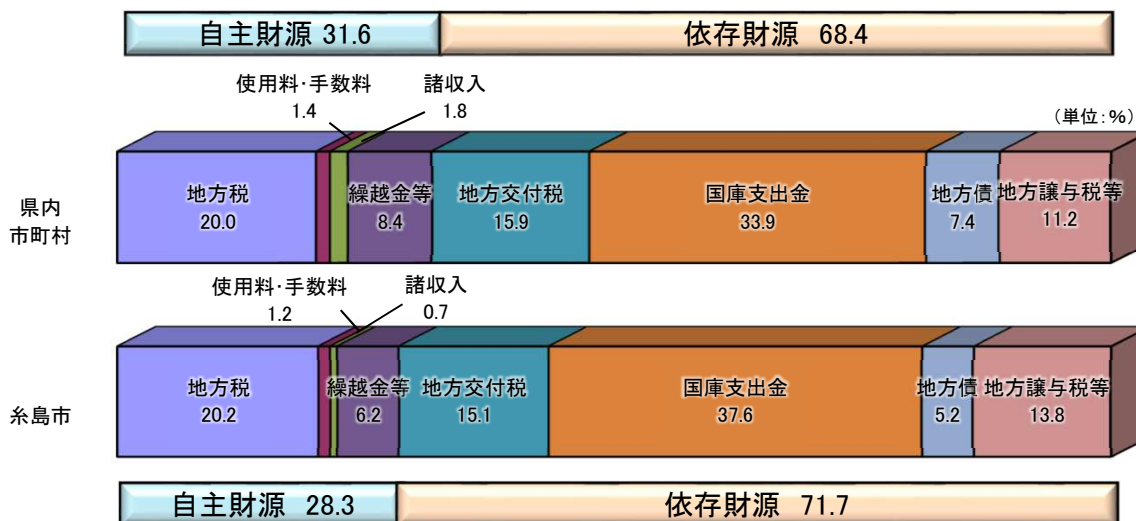 自主財源 31.6
依存財源 68.4
使用料･手数料
1.4
諸収入
1.8
(単位:%)
県内
市町村
地方税
20.0
繰越金等
8.4
地方交付税
15.9
国庫支出金
33.9
地方債
7.4
地方譲与税等
11.2
使用料･手数料
1.2
諸収入
0.7
糸島市
地方税
20.2
繰越金等
6.2
地方交付税
15.1
国庫支出金
37.6
地方債
5.2
地方譲与税等
13.8
自主財源 28.3
依存財源 71.7